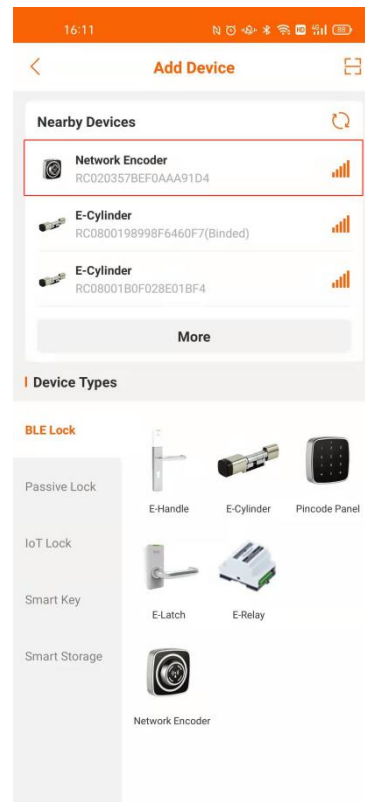 16:11
Add Device
Nearby Devices
Network Encoder
RC020357BEF0AAA91D4
E-Cylinder
RC0800198998F6460F7(Binded)
E-Cylinder
RC08001B0F028E01BF4
More
Device Types
BLE Lock
Passive Lock
IoT Lock
Smart Key
Smart Storage
E-Handle
E-Cylinder
Pincode Panel
E-Latch
E-Relay
Network Encoder